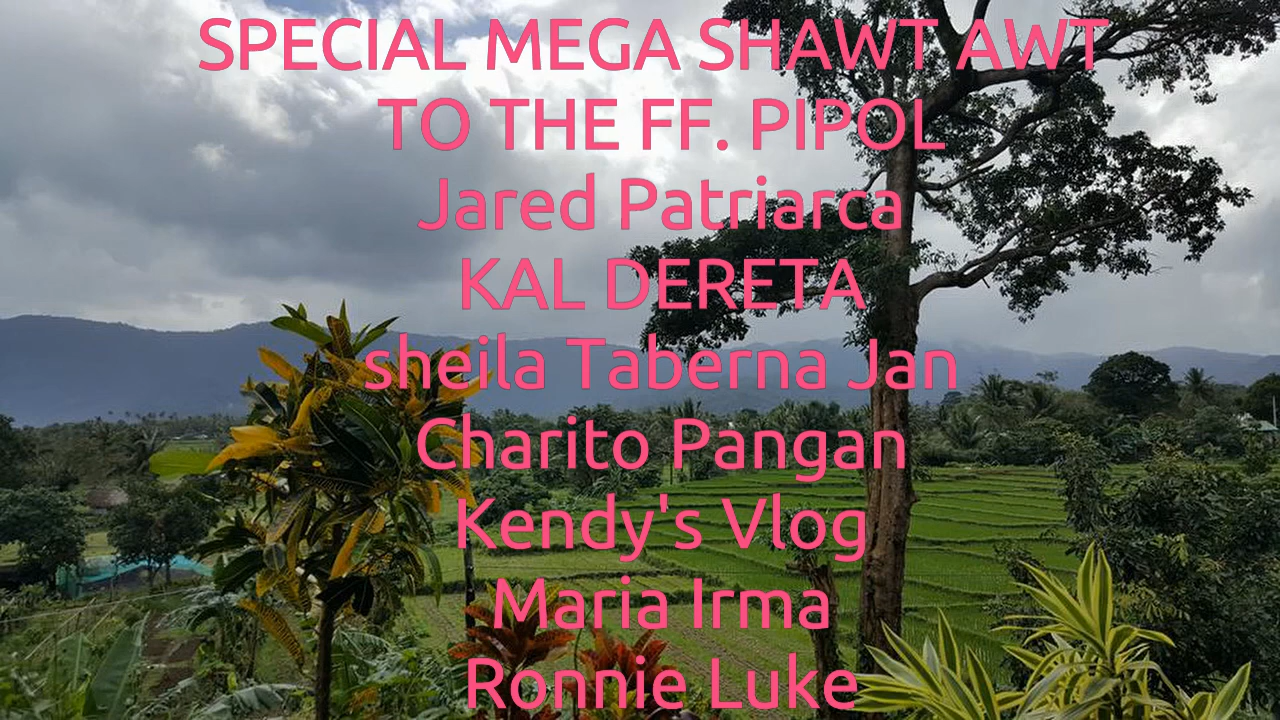 SPECIAL MEGA SHAWT AWT
TO THE FF. PIPOL
Jared Patriarca
KAL DERETA
sheila Taberna Jan
Charito Pangan
Kendy's Vlog
Maria Irma
Ronnie Luke